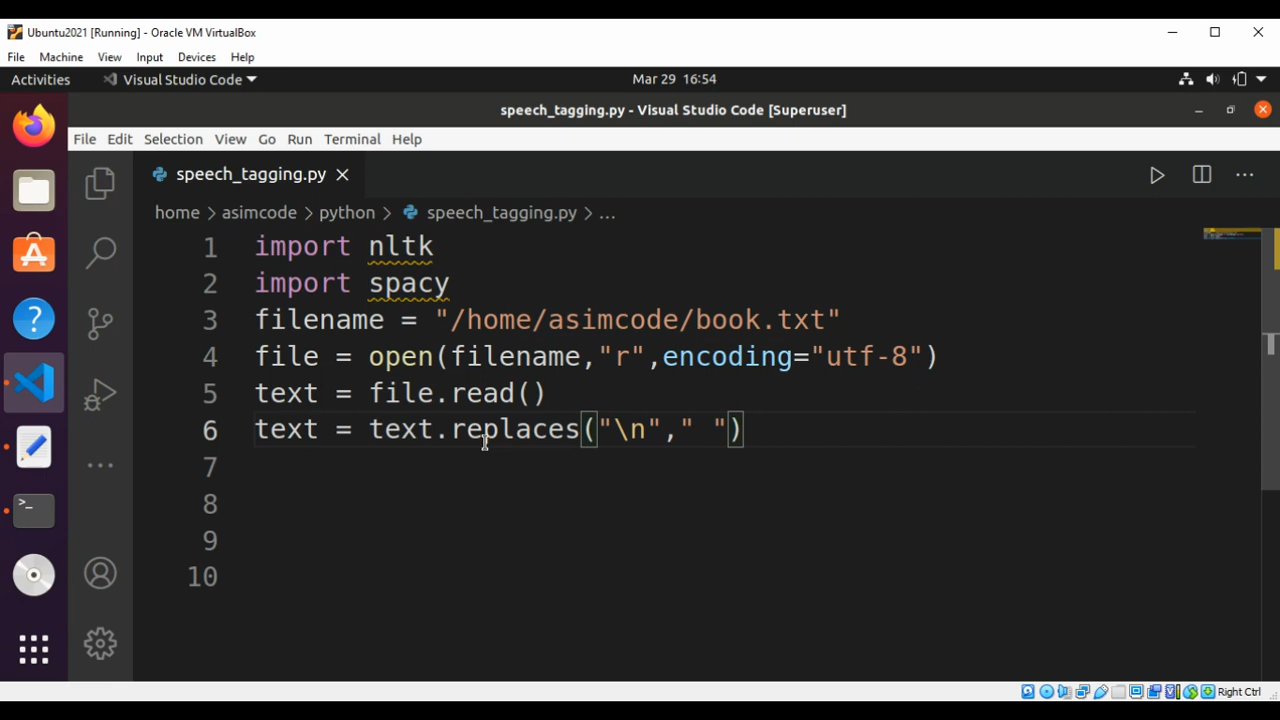 Ubuntu2021 [Running] - Oracle VM VirtualBox
File Machine View Input Devices Help
Activities Visual Studio Code Mar 29 16:54
speech_tagging.py - Visual Studio Code [Superuser]
File Edit Selection View Go Run Terminal Help
speech_tagging.py
home > asimcode > python > speech_tagging.py > ...
1 import nltk
2 import spacy
3 filename = "/home/asimcode/book.txt"
4 file = open(filename,"r",encoding="utf-8")
5 text = file.read()
6 text = text.replaces("\n"," ")
7
8
9
10
Right Ctrl